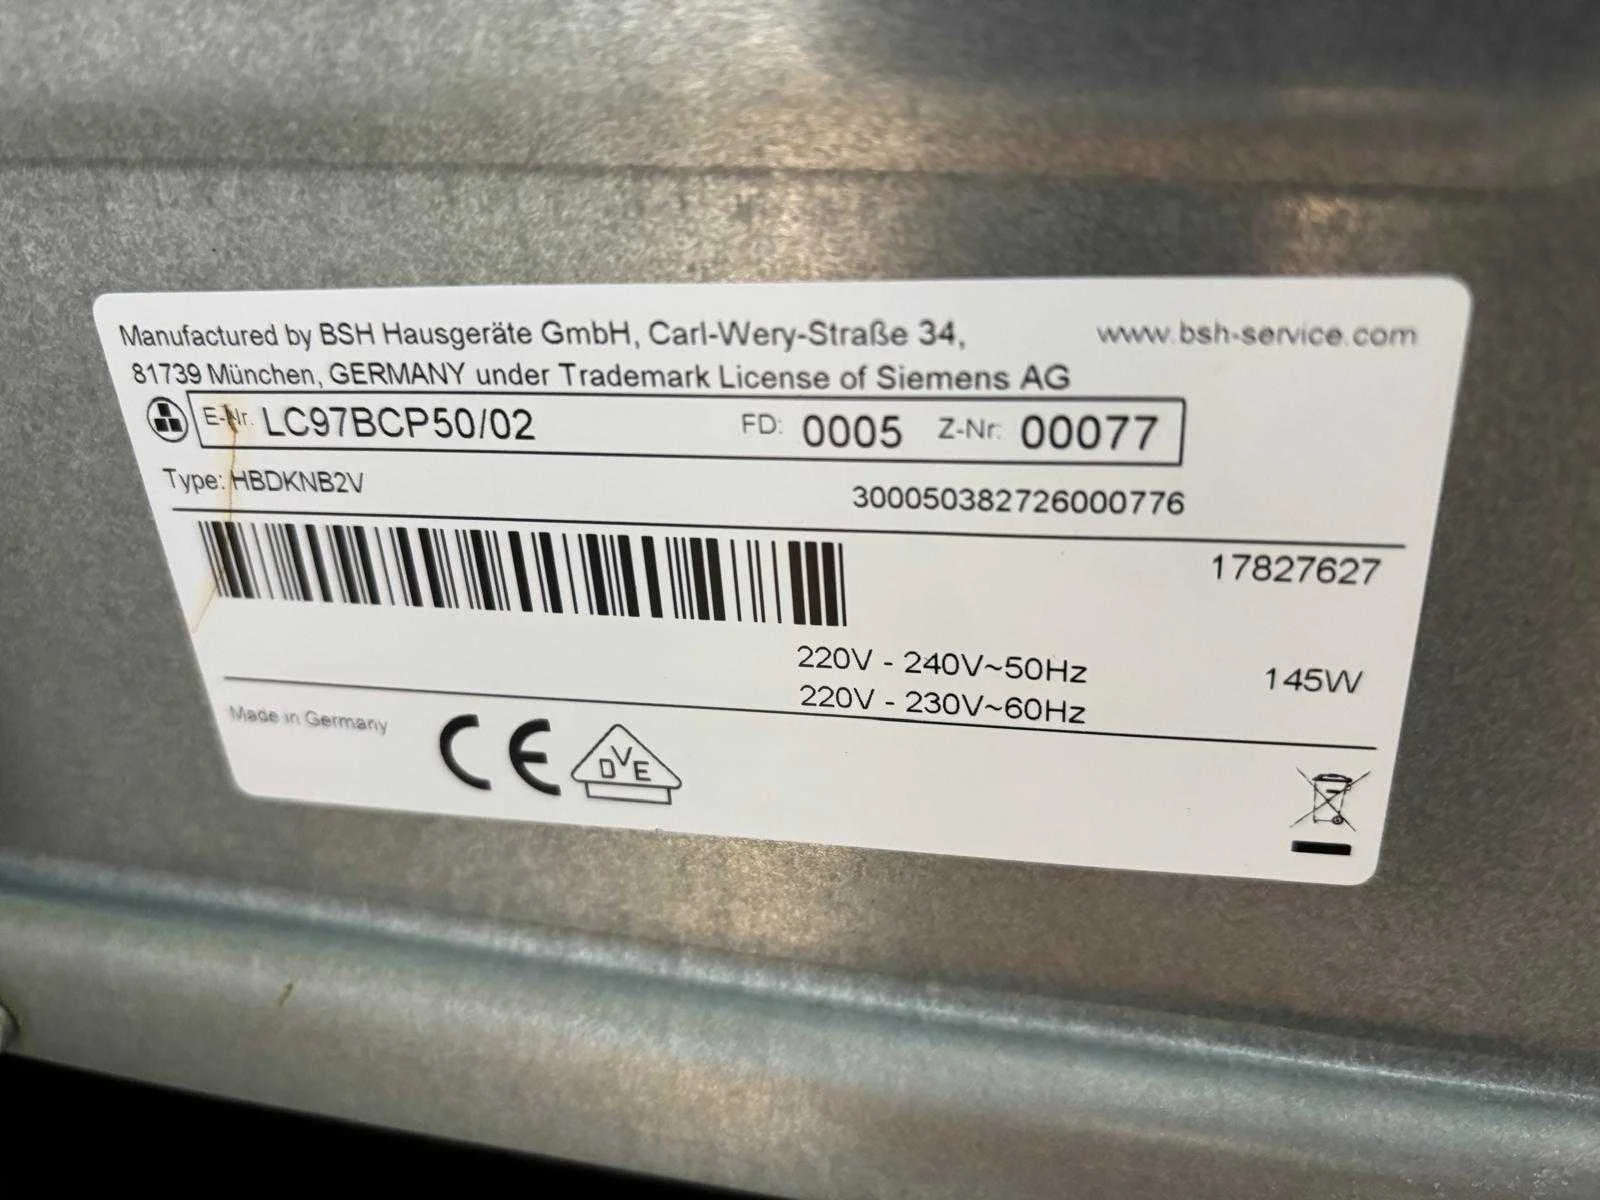 Manufactured by BSH Hausgeräte GmbH, Carl-Wery-Straße 34,
www.bsh-service.com
81739 München, GERMANY under Trademark License of Siemens AG
E-Nr. LC97BCP50/02 FD: 0005 Z-Nr: 00077
Type: HBDKNB2V
300050382726000776
17827627
220V - 240V~50Hz
145W
220V - 230V~60Hz
Made in Germany
CE
DVE